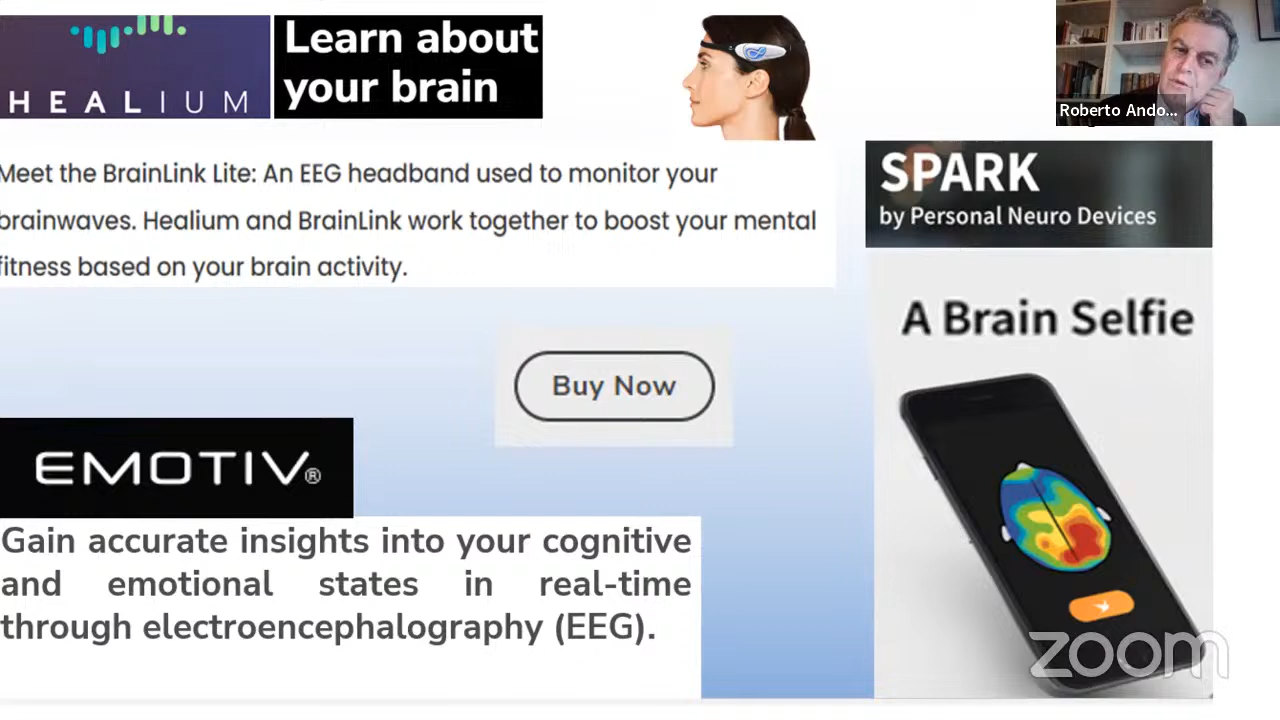 HEALIUM
Learn about
your brain
Roberto Ando...
Meet the BrainLink Lite: An EEG headband used to monitor your
brainwaves. Healium and BrainLink work together to boost your mental
fitness based on your brain activity.
SPARK
by Personal Neuro Devices
A Brain Selfie
Buy Now
EMOTIV®
Gain accurate insights into your cognitive
and emotional states in real-time
through electroencephalography (EEG).
zoom